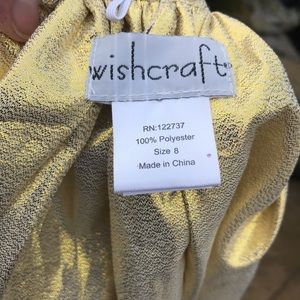 wishcraft
RN:122737
100% Polyester
Size 8
Made in China